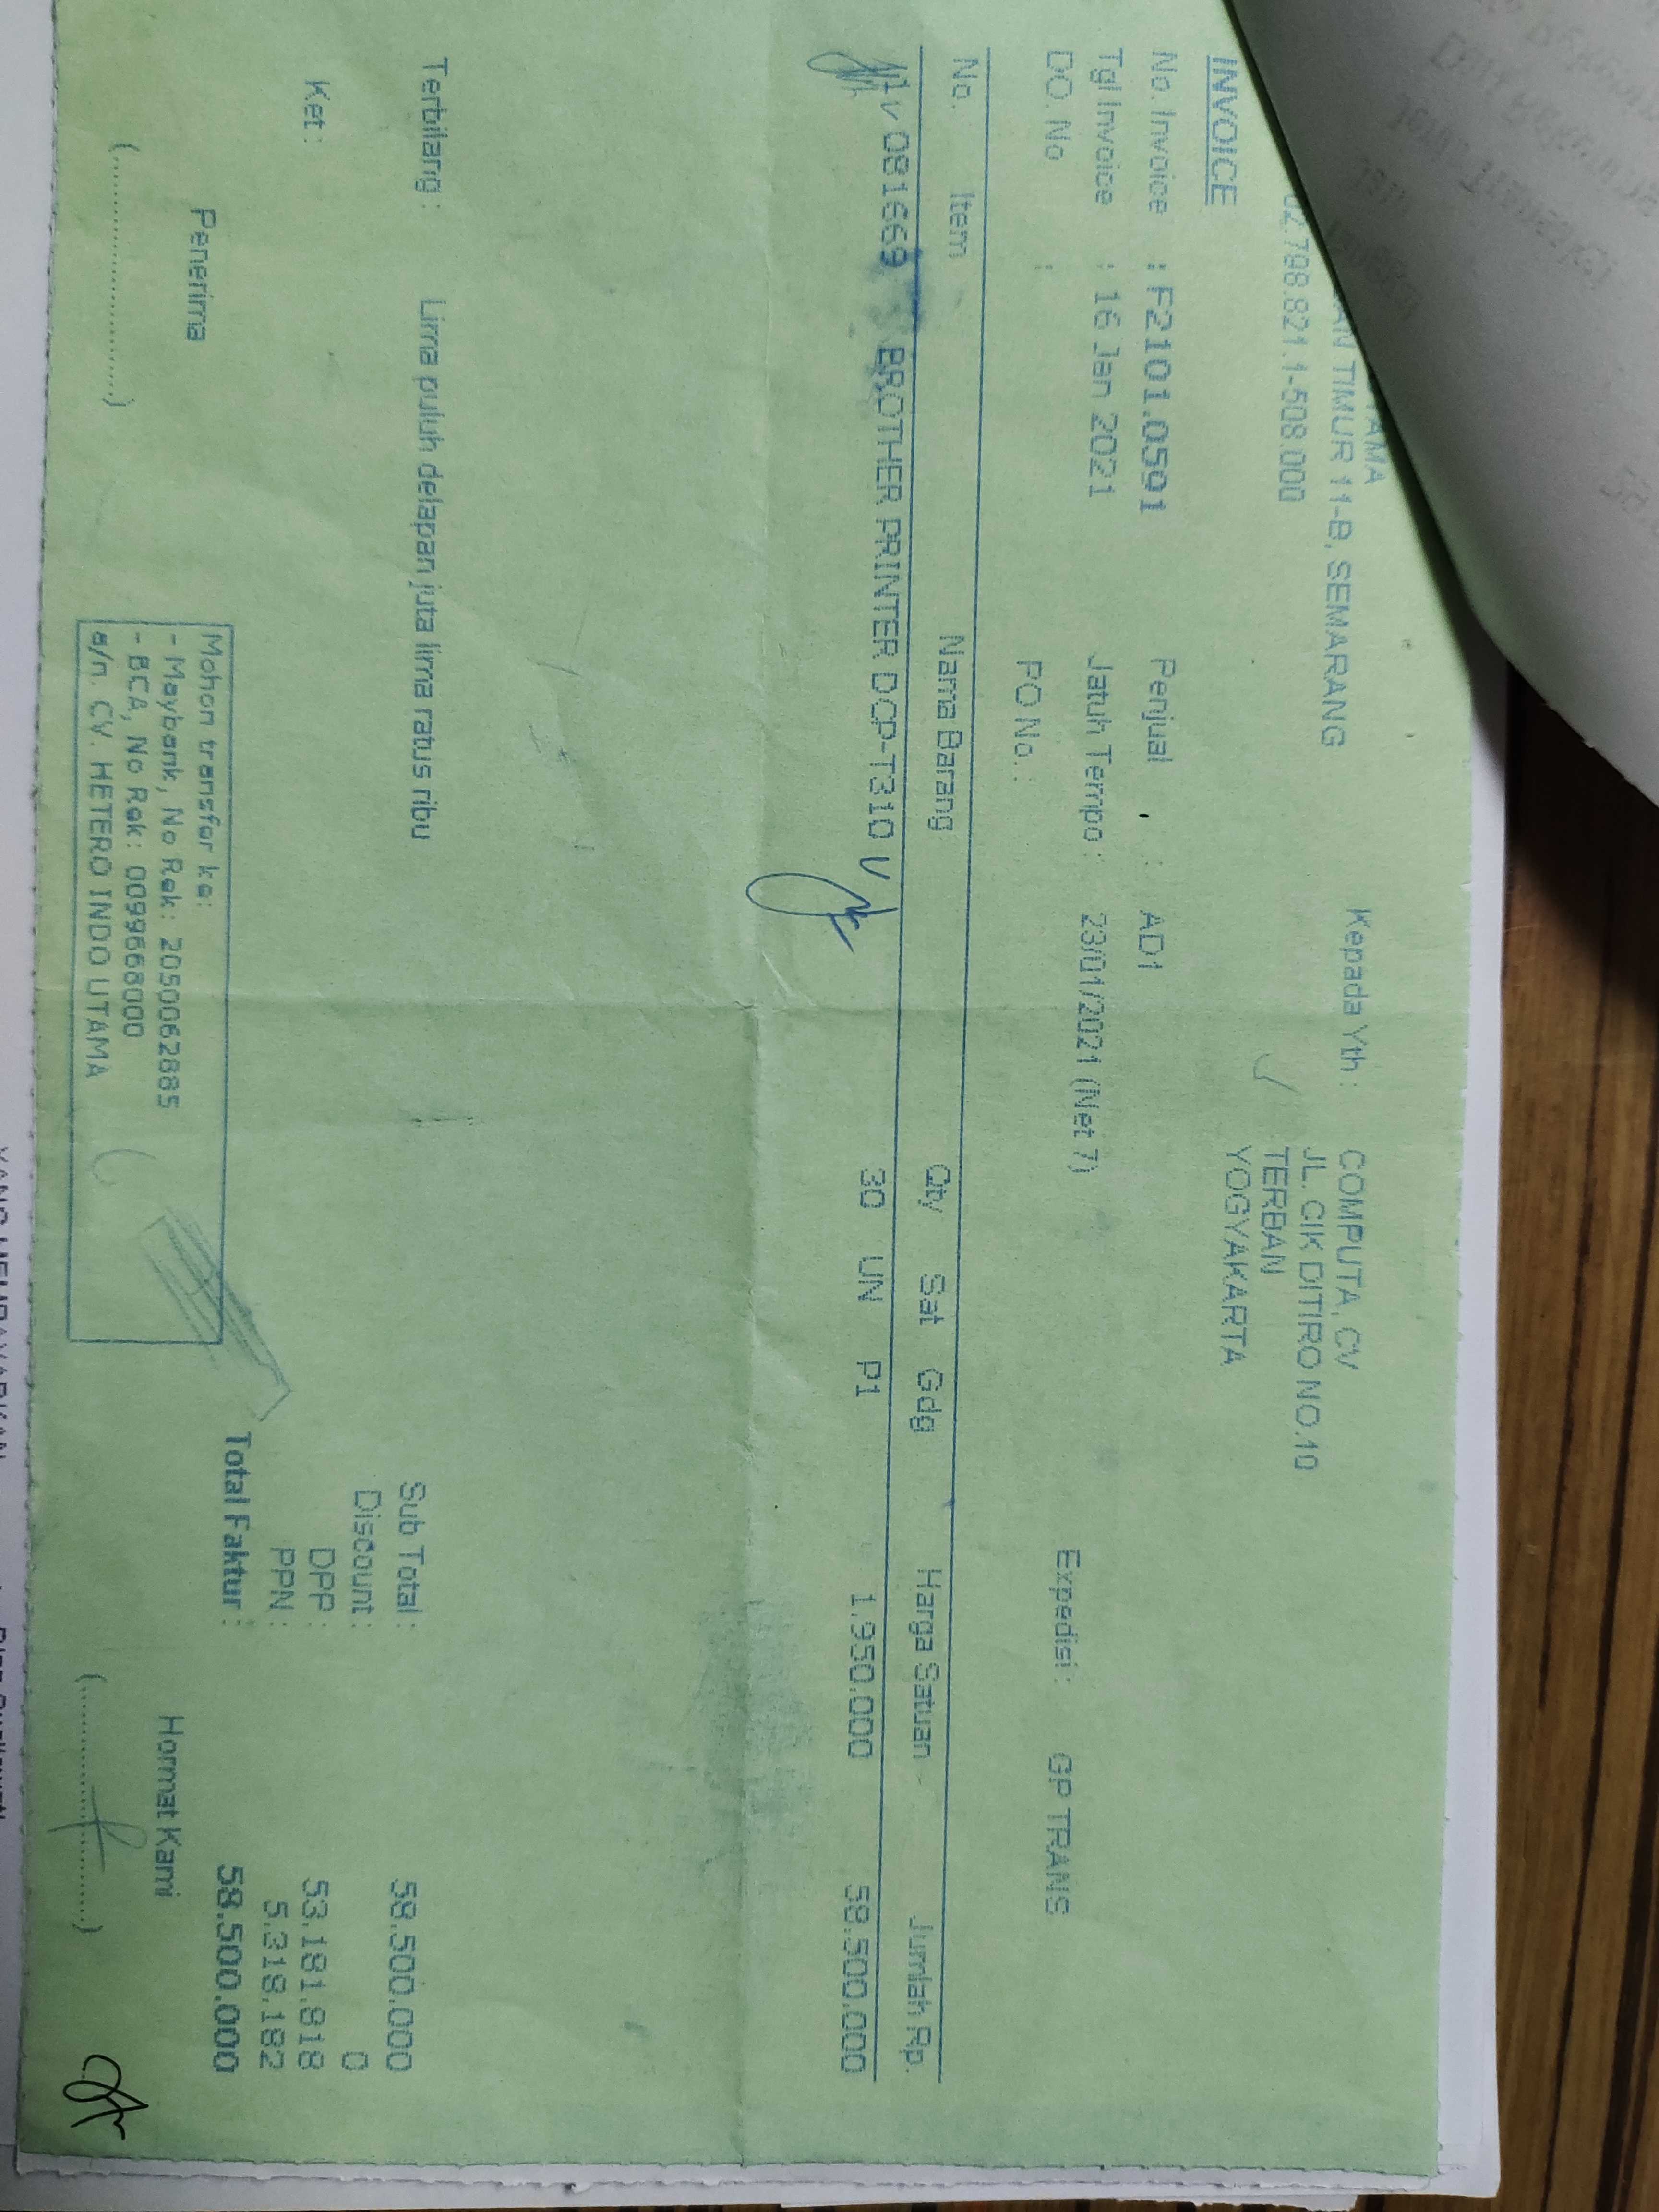 TAMA
AN TIMUR 11-B, SEMARANG
02.798.821.1-508.000
Kepada Yth : COMPUTA, CV
JL. CIK DITIRO NO.10
TERBAN
YOGYAKARTA
INVOICE
No. Invoice : F2101.0591 Penjual : AD1
Tgl Invoice : 16 Jan 2021 Jatuh Tempo : 23/01/2021 (Net 7) Expedisi : GP TRANS
DO. No : PO No. :
No. Item Nama Barang Qty Sat Gdg Harga Satuan Jumlah Rp.
1 081669 BROTHER PRINTER DCP-T310 30 UN P1 1.950.000 58.500.000
Terbilang : Lima puluh delapan juta lima ratus ribu
Ket :
Sub Total : 58.500.000
Discount : 0
DPP : 53.181.818
PPN : 5.318.182
Total Faktur : 58.500.000
Penerima
(....................)
Mohon transfer ke:
- Maybank, No Rek: 2050062885
- BCA, No Rek: 0099668000
a/n. CV. HETERO INDO UTAMA
Hormat Kami
(....................)